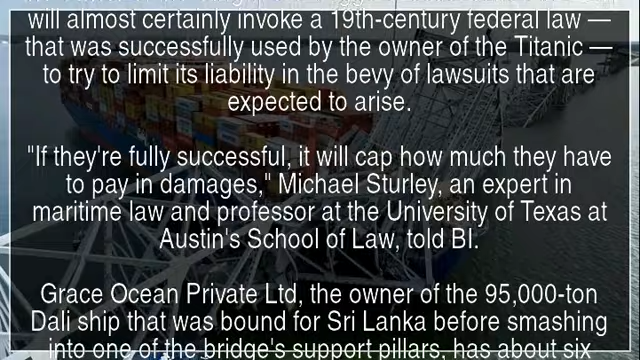 will almost certainly invoke a 19th-century federal law —
that was successfully used by the owner of the Titanic —
to try to limit its liability in the bevy of lawsuits that are
expected to arise.
"If they're fully successful, it will cap how much they have
to pay in damages," Michael Sturley, an expert in
maritime law and professor at the University of Texas at
Austin's School of Law, told BI.
Grace Ocean Private Ltd, the owner of the 95,000-ton
Dali ship that was bound for Sri Lanka before smashing
into one of the bridge's support pillars, has about six